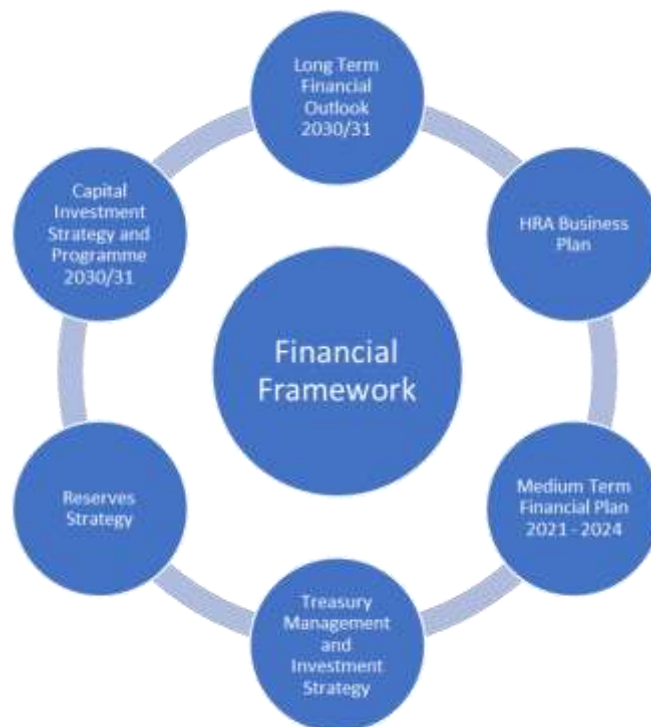 Long Term
Financial
Outlook
2030/31
Capital
Investment
Strategy and
Programme
2030/31
HRA Business
Plan
Financial
Framework
Reserves
Strategy
Medium Term
Financial Plan
2021 - 2024
Treasury
Management
and
Investment
Strategy